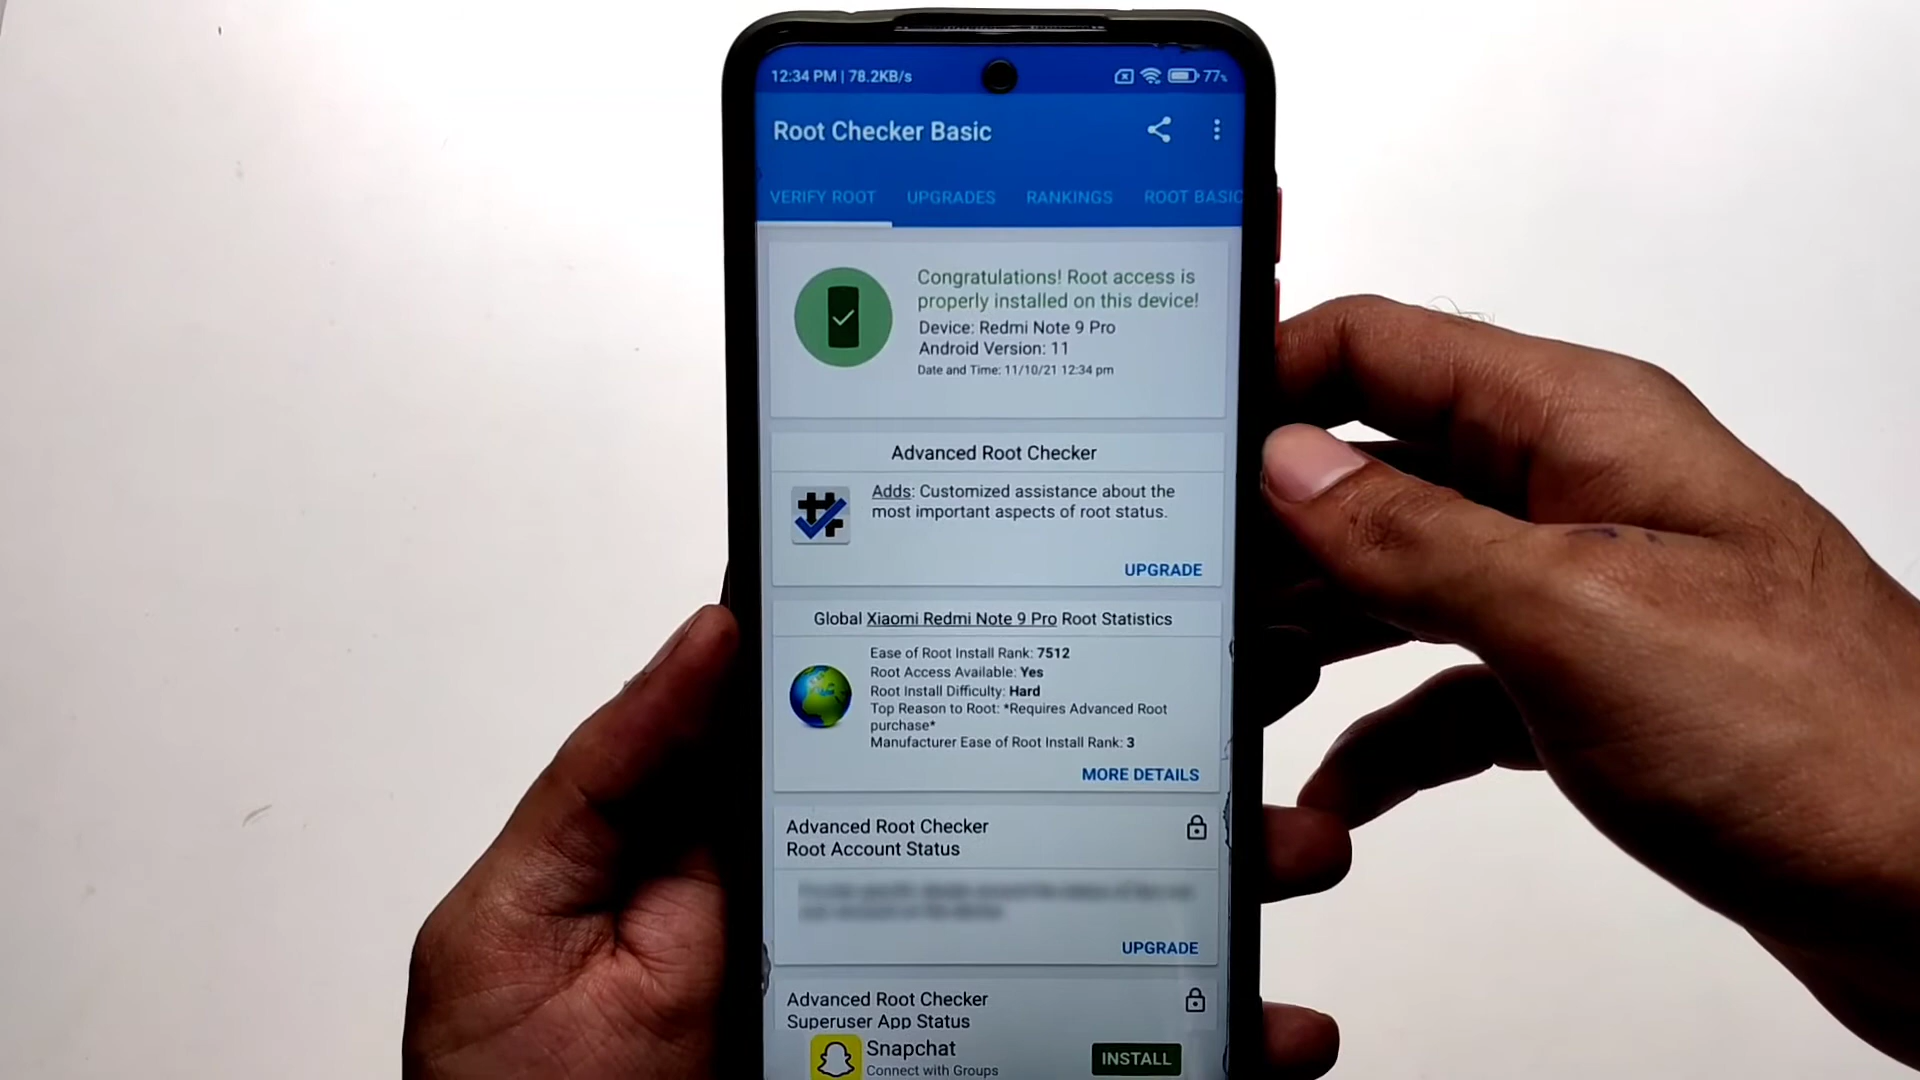 12:34 PM | 78.2KB/s
77%
Root Checker Basic
VERIFY ROOT
UPGRADES
RANKINGS
ROOT BASIC
Congratulations! Root access is
properly installed on this device!
Device: Redmi Note 9 Pro
Android Version: 11
Date and Time: 11/10/21 12:34 pm
Advanced Root Checker
Adds: Customized assistance about the
most important aspects of root status.
UPGRADE
Global Xiaomi Redmi Note 9 Pro Root Statistics
Ease of Root Install Rank: 7512
Root Access Available: Yes
Root Install Difficulty: Hard
Top Reason to Root: *Requires Advanced Root
purchase*
Manufacturer Ease of Root Install Rank: 3
MORE DETAILS
Advanced Root Checker
Root Account Status
UPGRADE
Advanced Root Checker
Superuser App Status
Snapchat
Connect with Groups
INSTALL